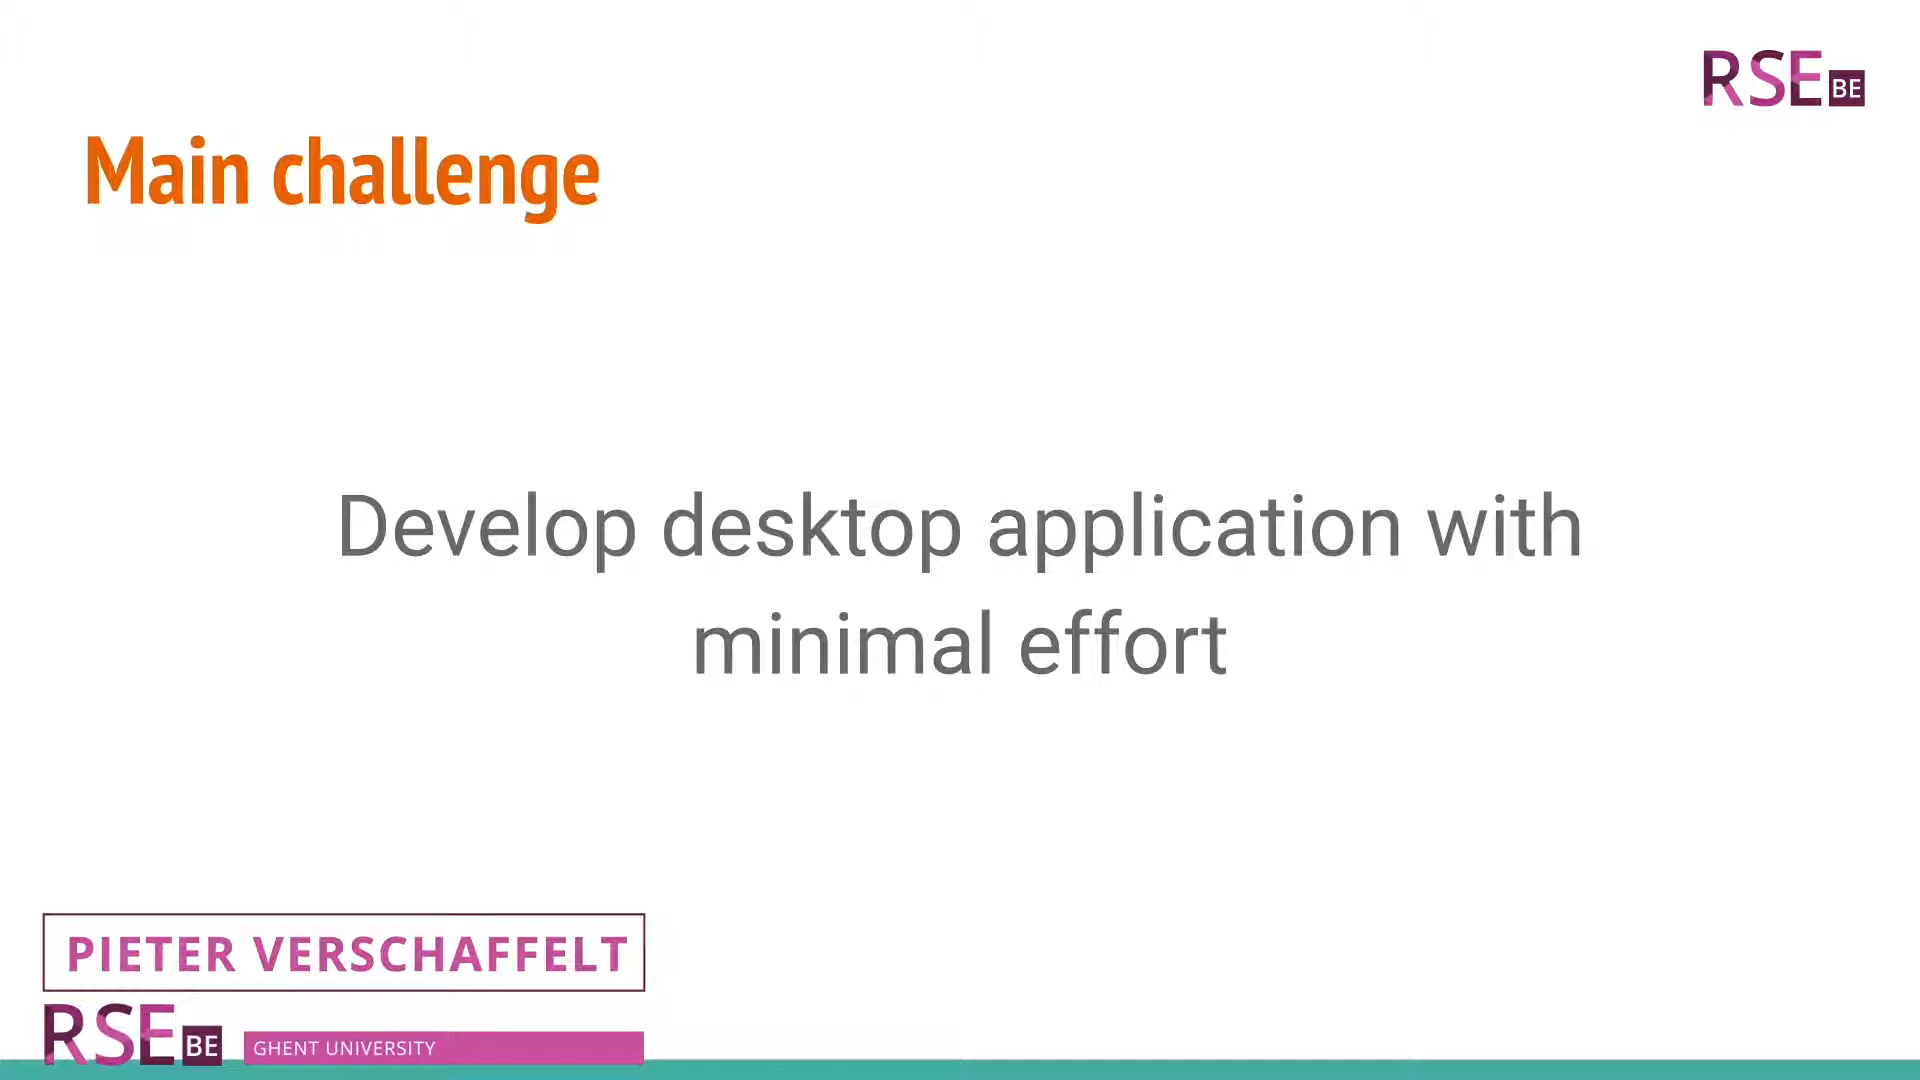 RSE BE
Main challenge
Develop desktop application with
minimal effort
PIETER VERSCHAFFELT
RSE BE
GHENT UNIVERSITY